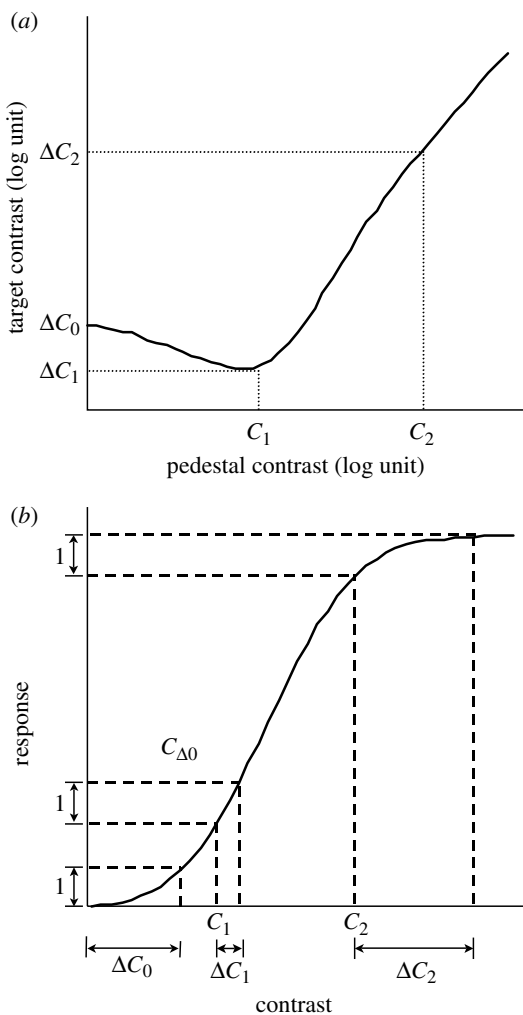 (a)
target contrast (log unit)
ΔC2
ΔC0
ΔC1
C1
C2
pedestal contrast (log unit)
(b)
response
1
CΔ0
1
1
C1
C2
ΔC0
ΔC1
ΔC2
contrast